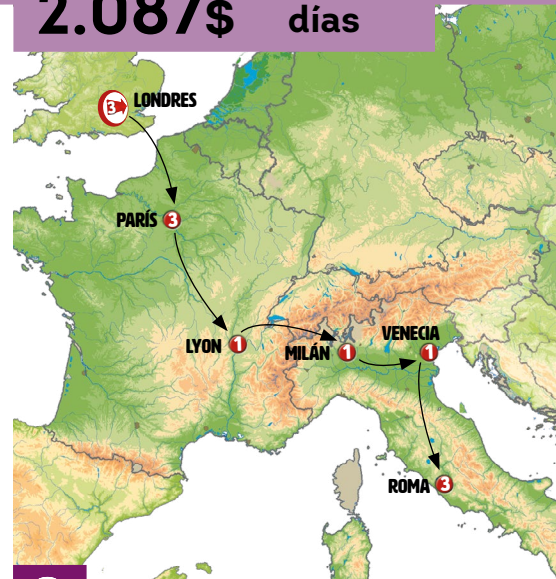 2.087$ días
3 LONDRES
PARÍS 3
LYON 1
MILÁN 1
VENECIA
1
ROMA 3